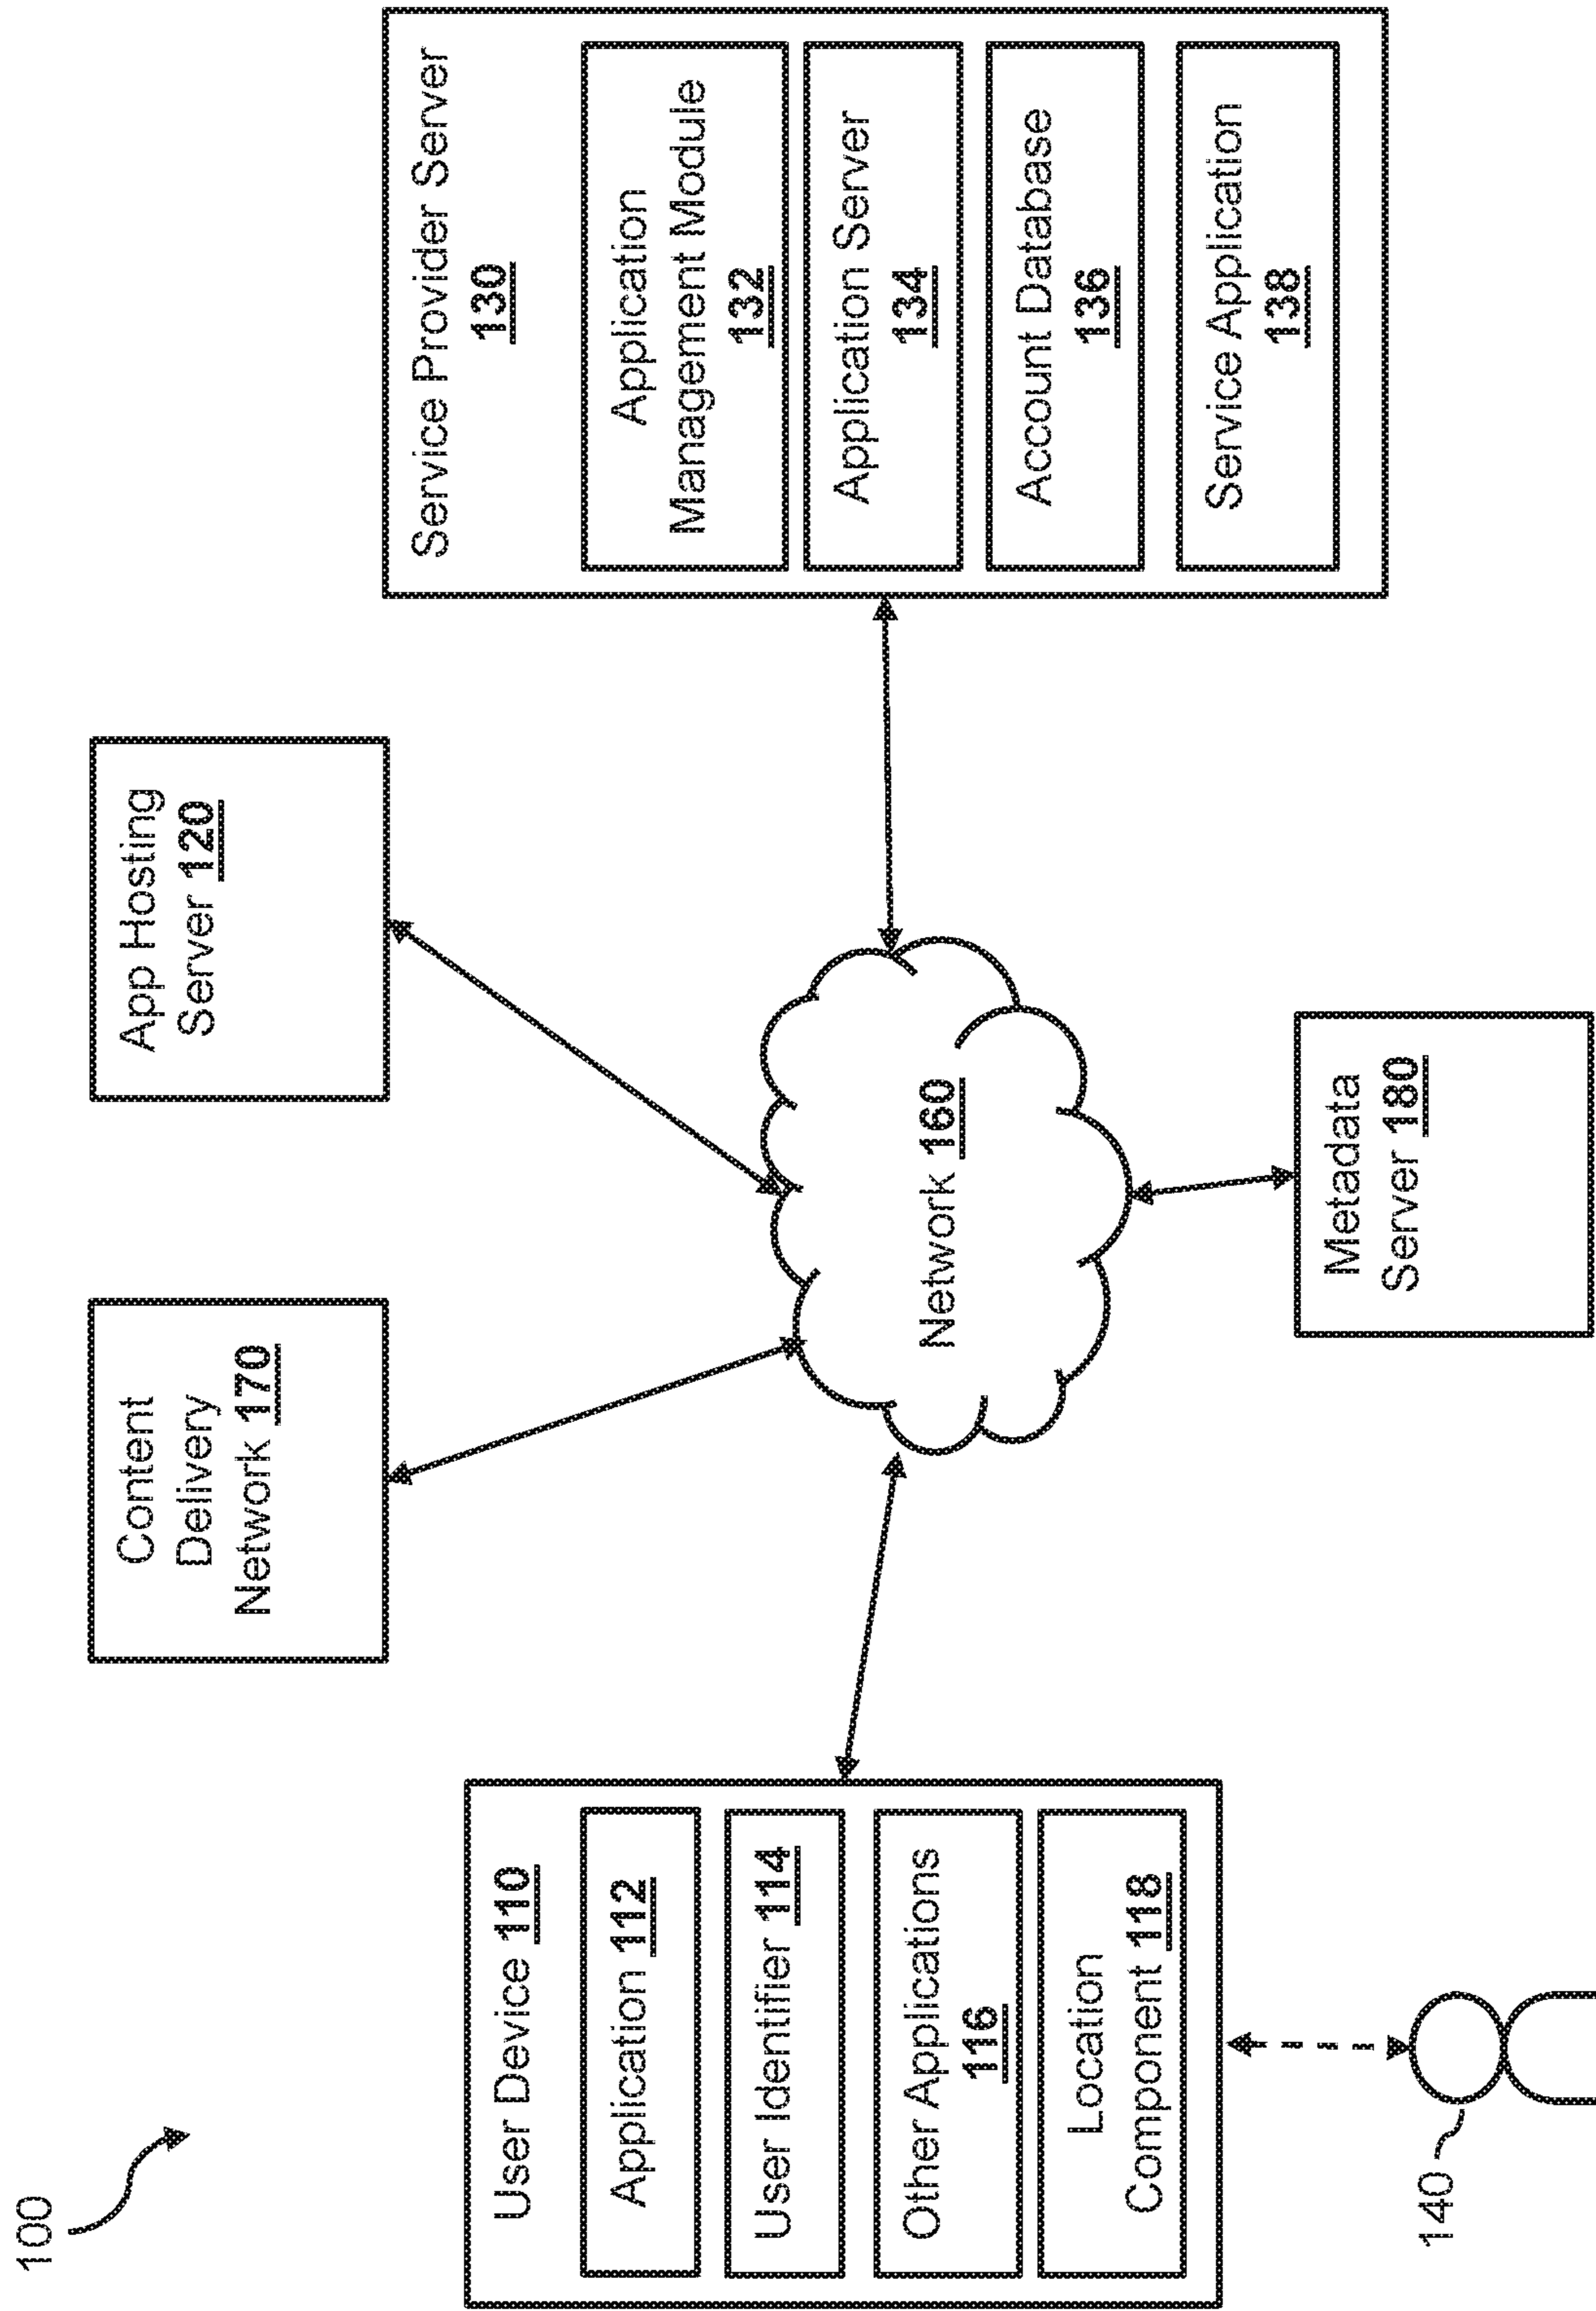 100
Content
Delivery
Network 170
App Hosting
Server 120
User Device 110
Application 112
User Identifier 114
Other Applications
116
Location
Component 118
Network 160
Service Provider Server
130
Application
Management Module
132
Application Server
134
Account Database
136
Service Application
138
Metadata
Server 180
140